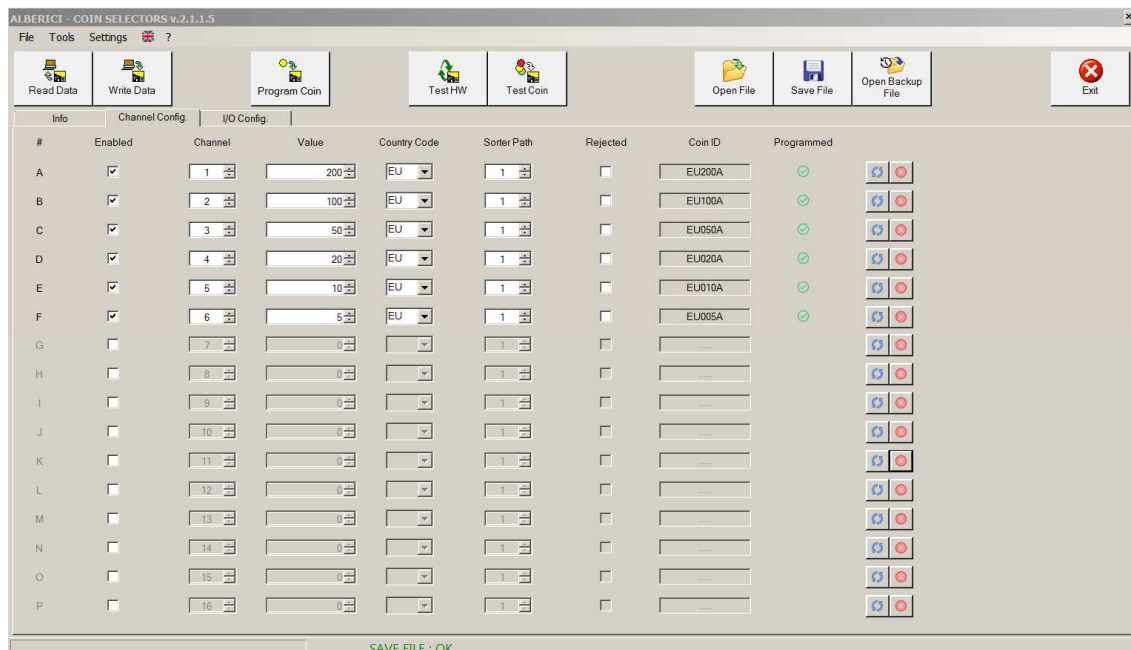 ALBERICI - COIN SELECTORS v.2.1.1.5
File Tools Settings ?
Read Data Write Data Program Coin Test HW Test Coin Open File Save File Open Backup File Exit
Info Channel Config. I/O Config.
# Enabled Channel Value Country Code Sorter Path Rejected Coin ID Programmed
A 1 200 EU 1 EU200A
B 2 100 EU 1 EU100A
C 3 50 EU 1 EU050A
D 4 20 EU 1 EU020A
E 5 10 EU 1 EU010A
F 6 5 EU 1 EU005A
G 7 0 1 ......
H 8 0 1 ......
I 9 0 1 ......
J 10 0 1 ......
K 11 0 1 ......
L 12 0 1 ......
M 13 0 1 ......
N 14 0 1 ......
O 15 0 1 ......
P 16 0 1 ......
SAVE FILE : OK